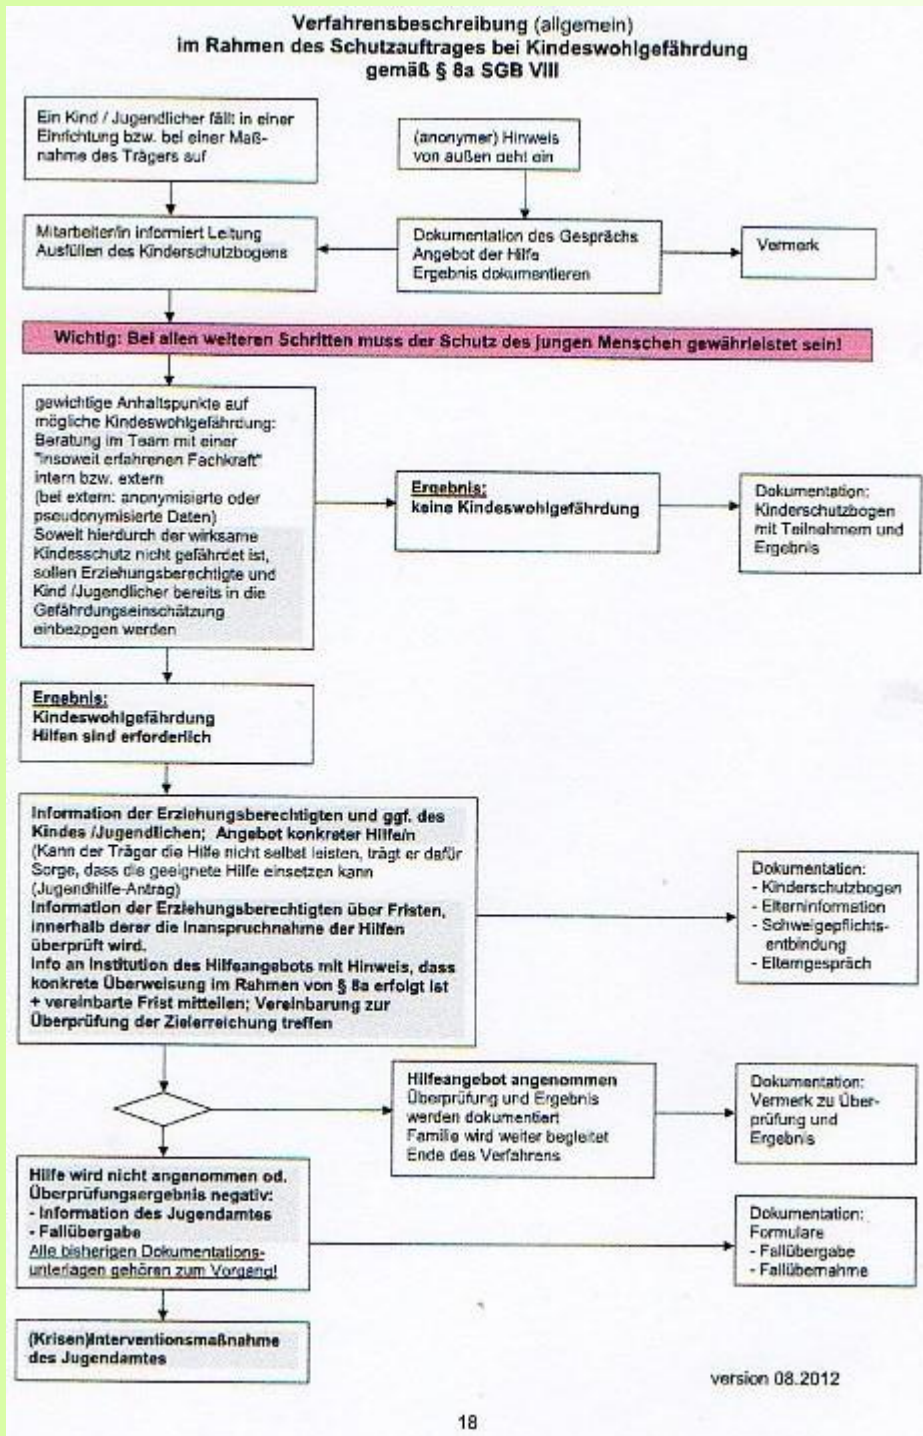 Verfahrensbeschreibung (allgemein)
im Rahmen des Schutzauftrages bei Kindeswohlgefährdung
gemäß § 8a SGB VIII
Ein Kind / Jugendlicher fällt in einer
Einrichtung bzw. bei einer Maß-
nahme des Trägers auf
(anonymer) Hinweis
von außen geht ein
Mitarbeiter/in informiert Leitung
Ausfüllen des Kinderschutzbogens
Dokumentation des Gesprächs
Angebot der Hilfe
Ergebnis dokumentieren
Vermerk
Wichtig: Bei allen weiteren Schritten muss der Schutz des jungen Menschen gewährleistet sein!
gewichtige Anhaltspunkte auf
mögliche Kindeswohlgefährdung:
Beratung im Team mit einer
"insoweit erfahrenen Fachkraft"
intern bzw. extern
(bei extern: anonymisierte oder
pseudonymisierte Daten)
Soweit hierdurch der wirksame
Kindesschutz nicht gefährdet ist,
sollen Erziehungsberechtigte und
Kind /Jugendlicher bereits in die
Gefährdungseinschätzung
einbezogen werden
Ergebnis:
keine Kindeswohlgefährdung
Dokumentation:
Kinderschutzbogen
mit Teilnehmern und
Ergebnis
Ergebnis:
Kindeswohlgefährdung
Hilfen sind erforderlich
Information der Erziehungsberechtigten und ggf. des
Kindes /Jugendlichen; Angebot konkreter Hilfe/n
(Kann der Träger die Hilfe nicht selbst leisten, trägt er dafür
Sorge, dass die geeignete Hilfe einsetzen kann
(Jugendhilfe-Antrag)
Information der Erziehungsberechtigten über Fristen,
innerhalb derer die Inanspruchnahme der Hilfen
überprüft wird.
Info an Institution des Hilfeangebots mit Hinweis, dass
konkrete Überweisung im Rahmen von § 8a erfolgt ist
+ vereinbarte Frist mitteilen; Vereinbarung zur
Überprüfung der Zielerreichung treffen
Dokumentation:
- Kinderschutzbogen
- Elterninformation
- Schweigepflichts-
entbindung
- Elterngespräch
Hilfeangebot angenommen
Überprüfung und Ergebnis
werden dokumentiert
Familie wird weiter begleitet
Ende des Verfahrens
Dokumentation:
Vermerk zu Über-
prüfung und
Ergebnis
Hilfe wird nicht angenommen od.
Überprüfungsergebnis negativ:
- Information des Jugendamtes
- Fallübergabe
Alle bisherigen Dokumentations-
unterlagen gehören zum Vorgang!
Dokumentation:
Formulare
- Fallübergabe
- Fallübernahme
(Krisen)Interventionsmaßnahme
des Jugendamtes
version 08.2012
18